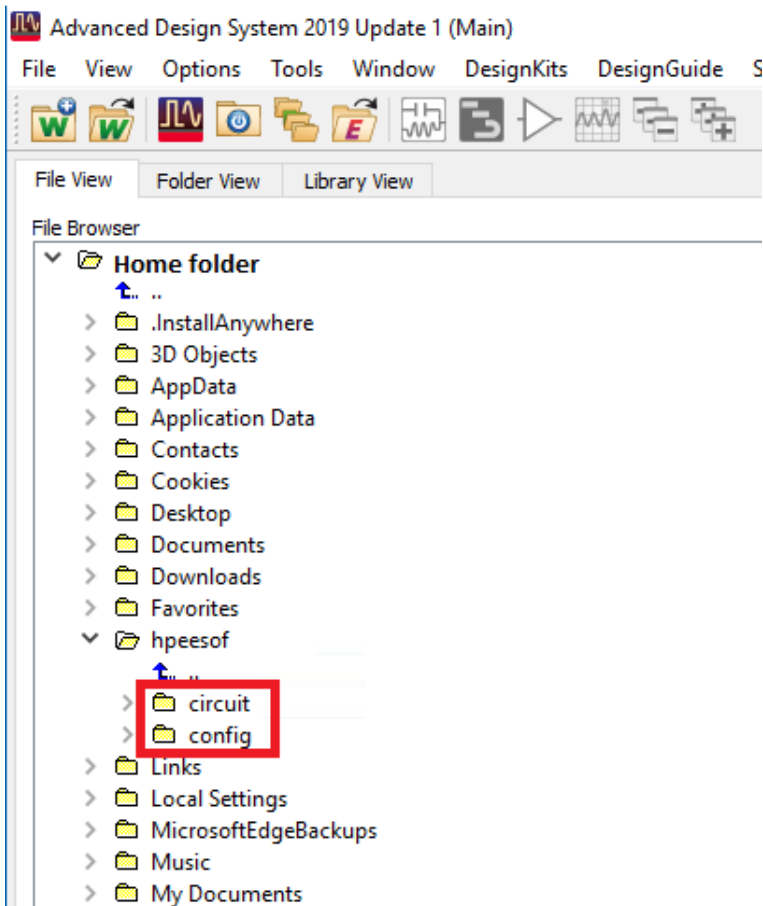 Advanced Design System 2019 Update 1 (Main)
File View Options Tools Window DesignKits DesignGuide S
File View Folder View Library View
File Browser
Home folder
..
.InstallAnywhere
3D Objects
AppData
Application Data
Contacts
Cookies
Desktop
Documents
Downloads
Favorites
hpeesof
..
circuit
config
Links
Local Settings
MicrosoftEdgeBackups
Music
My Documents